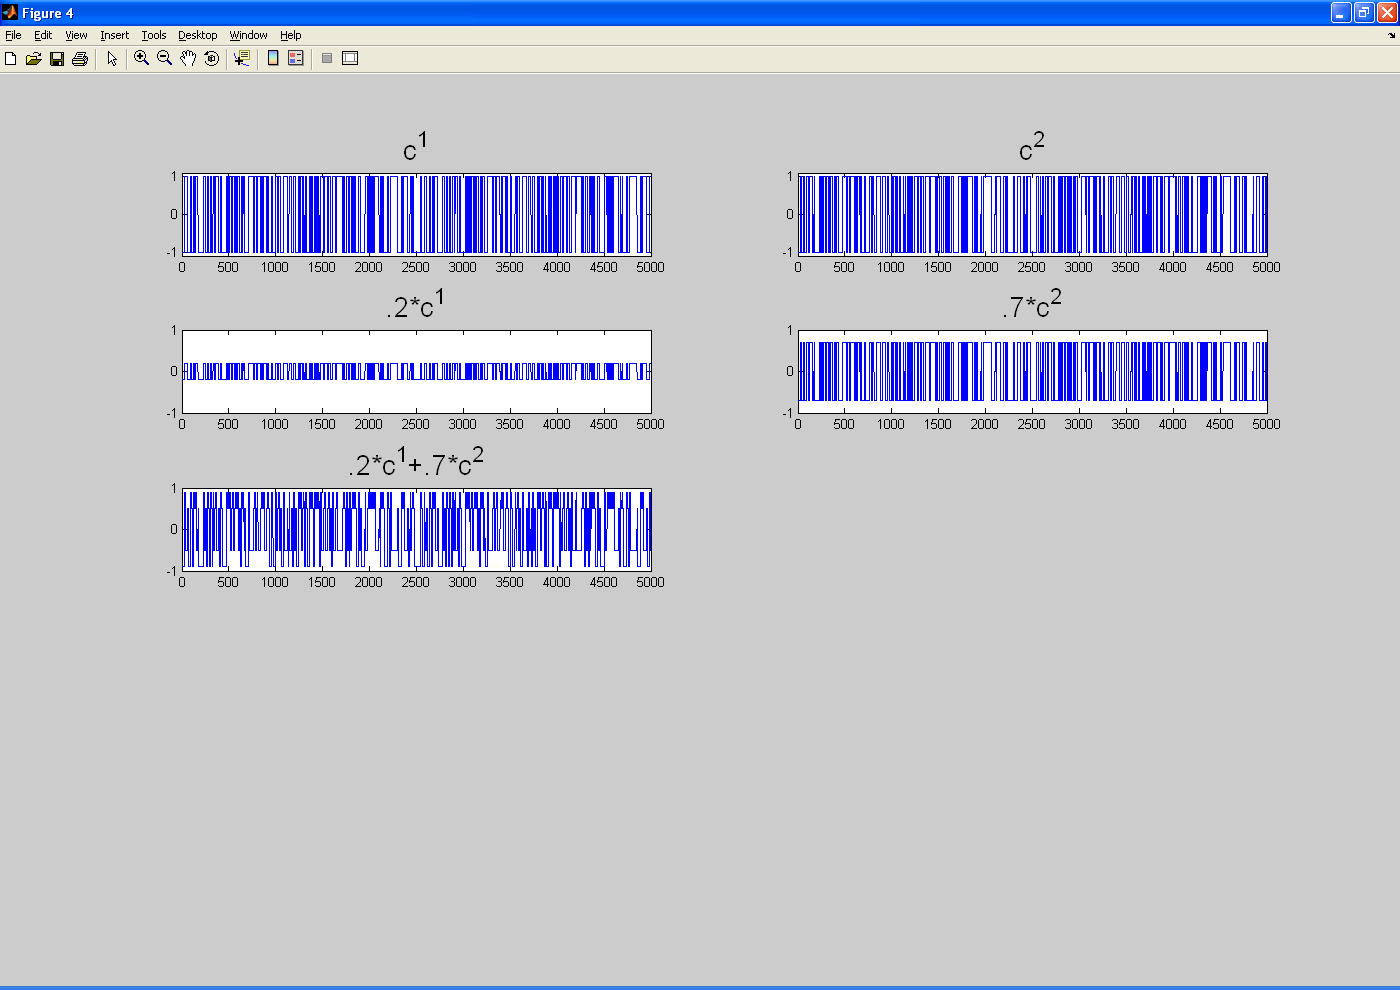 Figure 4
File Edit View Insert Tools Desktop Window Help
c¹
1
0
-1
0 500 1000 1500 2000 2500 3000 3500 4000 4500 5000
c²
1
0
-1
0 500 1000 1500 2000 2500 3000 3500 4000 4500 5000
.2*c¹
1
0
-1
0 500 1000 1500 2000 2500 3000 3500 4000 4500 5000
.7*c²
1
0
-1
0 500 1000 1500 2000 2500 3000 3500 4000 4500 5000
.2*c¹+.7*c²
1
0
-1
0 500 1000 1500 2000 2500 3000 3500 4000 4500 5000